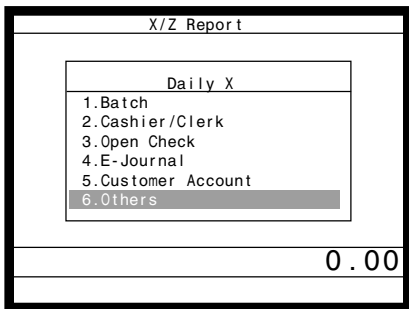 X/Z Report
Daily X
1.Batch
2.Cashier/Clerk
3.Open Check
4.E-Journal
5.Customer Account
6.Others
0.00